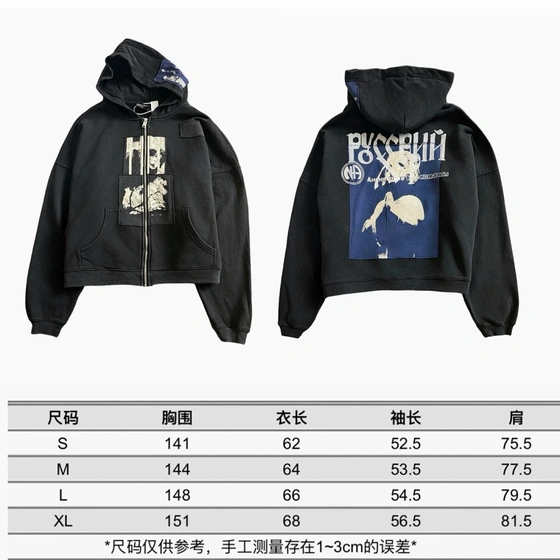 РУССКИЙ
NA
尺码 胸围 衣长 袖长 肩
S 141 62 52.5 75.5
M 144 64 53.5 77.5
L 148 66 54.5 79.5
XL 151 68 56.5 81.5
*尺码仅供参考，手工测量存在1~3cm的误差*